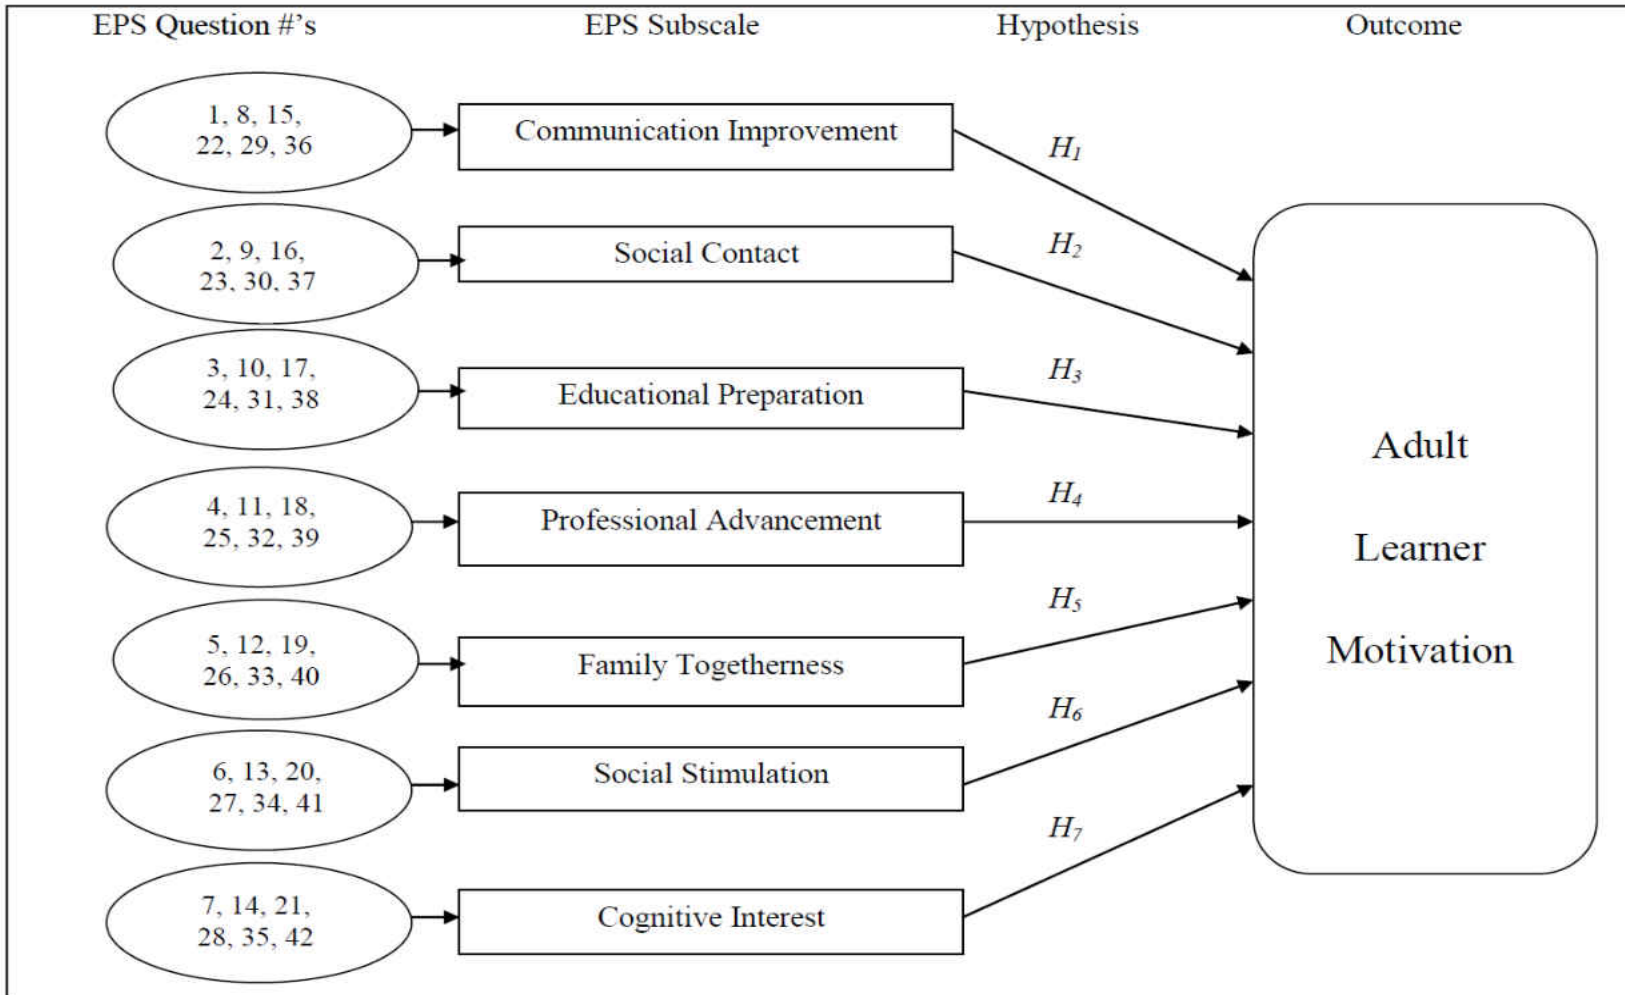 EPS Question #’s EPS Subscale Hypothesis Outcome
1, 8, 15,
22, 29, 36
Communication Improvement
H1
2, 9, 16,
23, 30, 37
Social Contact
H2
3, 10, 17,
24, 31, 38
Educational Preparation
H3
4, 11, 18,
25, 32, 39
Professional Advancement
H4
5, 12, 19,
26, 33, 40
Family Togetherness
H5
6, 13, 20,
27, 34, 41
Social Stimulation
H6
7, 14, 21,
28, 35, 42
Cognitive Interest
H7
Adult
Learner
Motivation